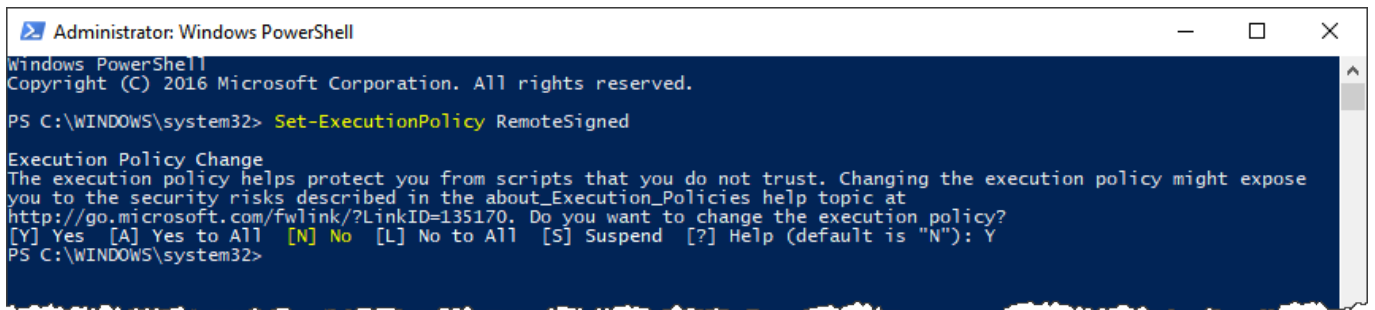 Administrator: Windows PowerShell
Windows PowerShell
Copyright (C) 2016 Microsoft Corporation. All rights reserved.
PS C:\WINDOWS\system32> Set-ExecutionPolicy RemoteSigned
Execution Policy Change
The execution policy helps protect you from scripts that you do not trust. Changing the execution policy might expose
you to the security risks described in the about_Execution_Policies help topic at
http://go.microsoft.com/fwlink/?LinkID=135170. Do you want to change the execution policy?
[Y] Yes  [A] Yes to All  [N] No  [L] No to All  [S] Suspend  [?] Help (default is "N"): Y
PS C:\WINDOWS\system32>